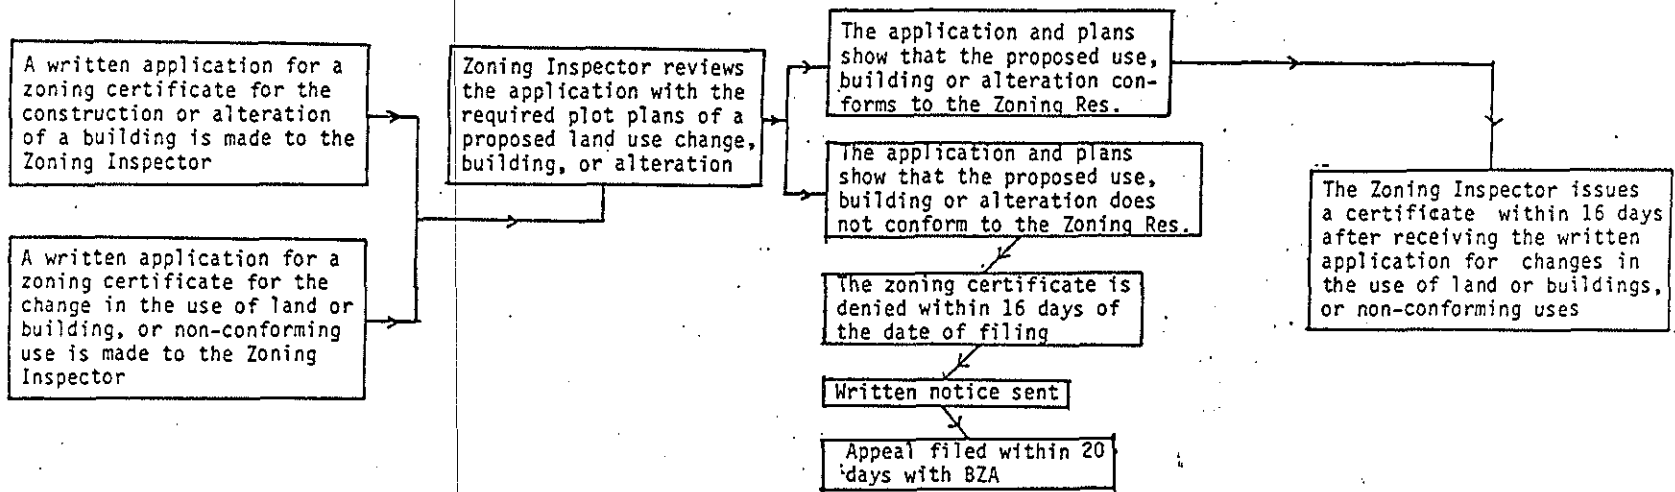 A written application for a
zoning certificate for the
construction or alteration
of a building is made to the
Zoning Inspector
A written application for a
zoning certificate for the
change in the use of land or
building, or non-conforming
use is made to the Zoning
Inspector
Zoning Inspector reviews
the application with the
required plot plans of a
proposed land use change,
building, or alteration
The application and plans
show that the proposed use,
building or alteration con-
forms to the Zoning Res.
The application and plans
show that the proposed use,
building or alteration does
not conform to the Zoning Res.
The zoning certificate is
denied within 16 days of
the date of filing
Written notice sent
Appeal filed within 20
days with BZA
The Zoning Inspector issues
a certificate within 16 days
after receiving the written
application for changes in
the use of land or buildings,
or non-conforming uses